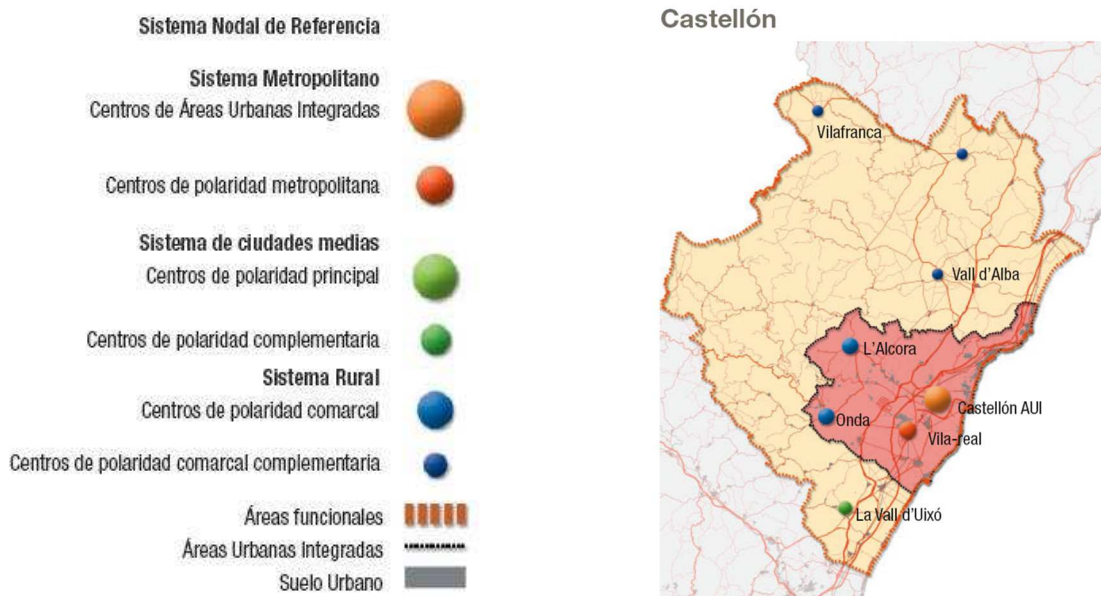 Sistema Nodal de Referencia
Sistema Metropolitano
Centros de Áreas Urbanas Integradas
Centros de polaridad metropolitana
Sistema de ciudades medias
Centros de polaridad principal
Centros de polaridad complementaria
Sistema Rural
Centros de polaridad comarcal
Centros de polaridad comarcal complementaria
Áreas funcionales
Áreas Urbanas Integradas
Suelo Urbano
Castellón
Vilafranca
Vall d'Alba
L'Alcora
Castellón AUI
Onda
Vila-real
La Vall d'Uixó